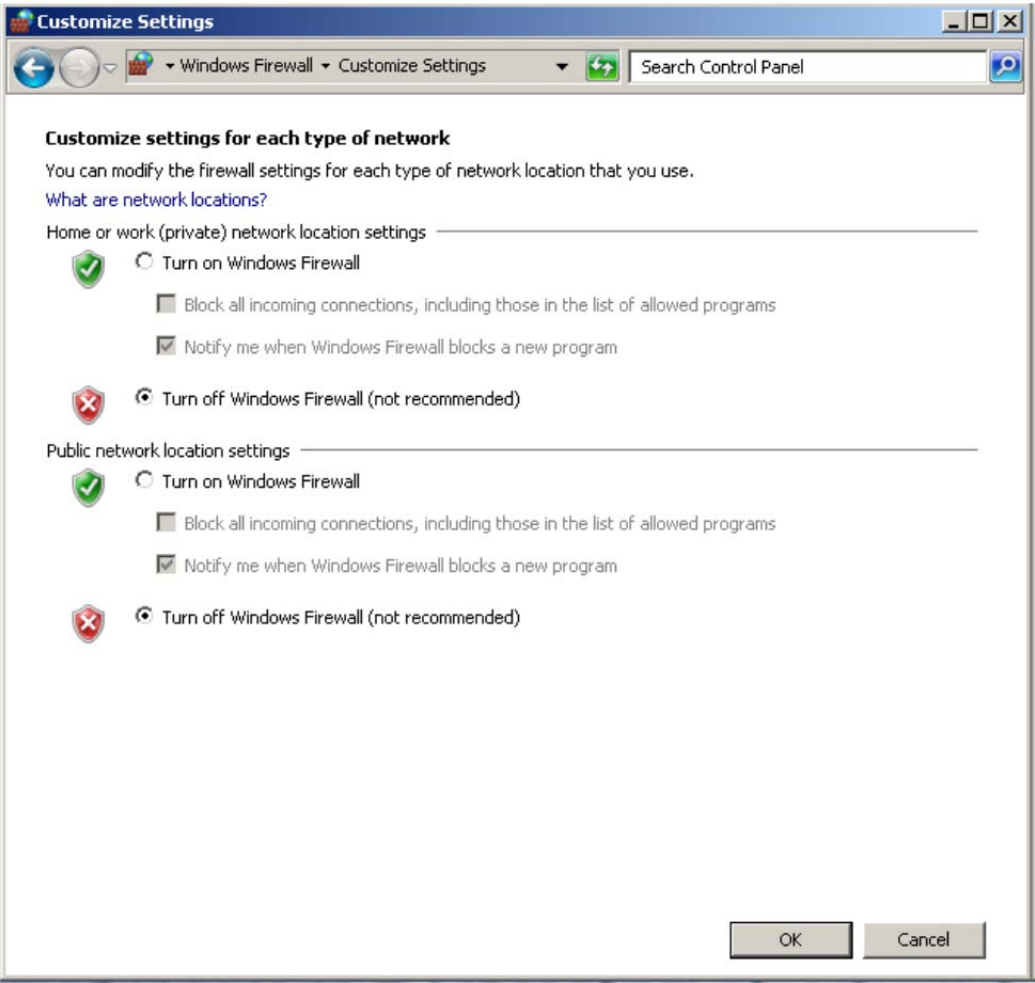 Customize Settings
Windows Firewall Customize Settings Search Control Panel
Customize settings for each type of network
You can modify the firewall settings for each type of network location that you use.
What are network locations?
Home or work (private) network location settings
Turn on Windows Firewall
Block all incoming connections, including those in the list of allowed programs
Notify me when Windows Firewall blocks a new program
Turn off Windows Firewall (not recommended)
Public network location settings
Turn on Windows Firewall
Block all incoming connections, including those in the list of allowed programs
Notify me when Windows Firewall blocks a new program
Turn off Windows Firewall (not recommended)
OK Cancel